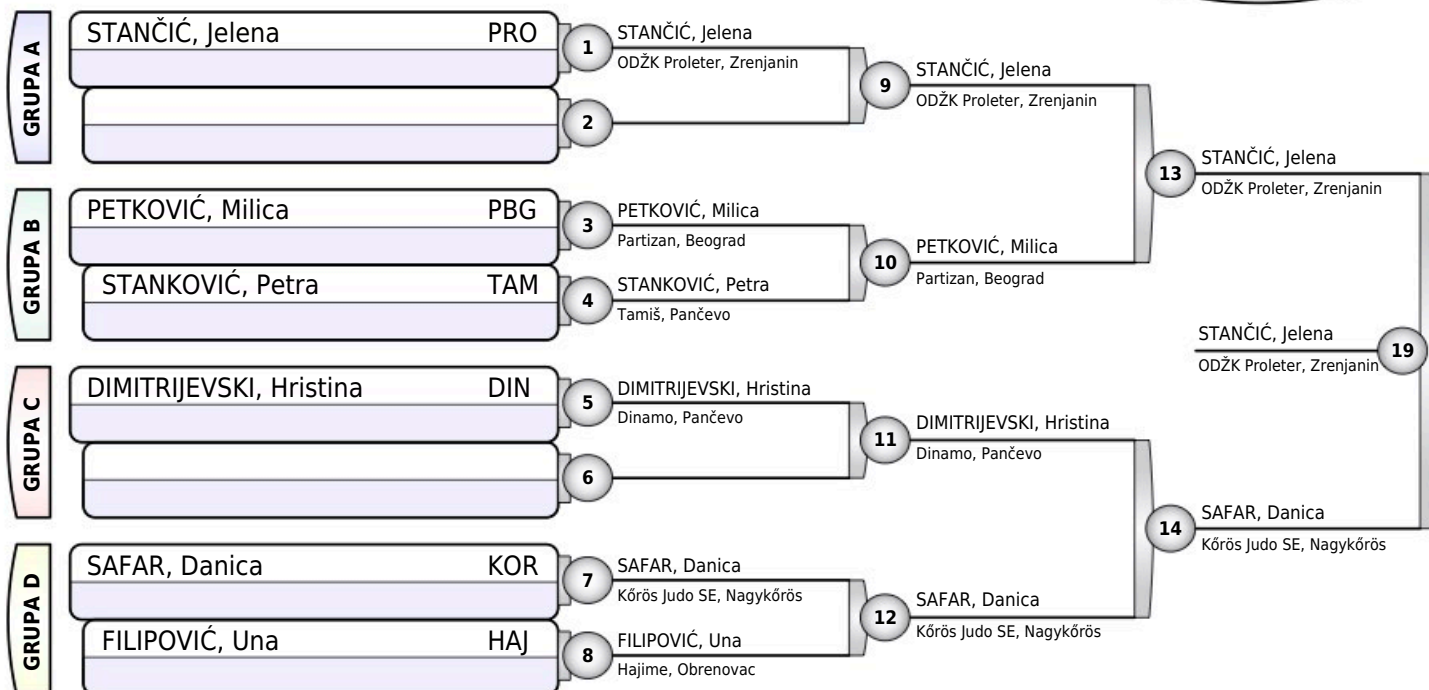 GRUPA A
STANČIĆ, Jelena PRO
1
STANČIĆ, Jelena
ODŽK Proleter, Zrenjanin
2
9
STANČIĆ, Jelena
ODŽK Proleter, Zrenjanin
GRUPA B
PETKOVIĆ, Milica PBG
3
PETKOVIĆ, Milica
Partizan, Beograd
STANKOVIĆ, Petra TAM
4
STANKOVIĆ, Petra
Tamiš, Pančevo
10
PETKOVIĆ, Milica
Partizan, Beograd
13
STANČIĆ, Jelena
ODŽK Proleter, Zrenjanin
STANČIĆ, Jelena
ODŽK Proleter, Zrenjanin
19
GRUPA C
DIMITRIJEVSKI, Hristina DIN
5
DIMITRIJEVSKI, Hristina
Dinamo, Pančevo
6
11
DIMITRIJEVSKI, Hristina
Dinamo, Pančevo
14
SAFAR, Danica
Kőrös Judo SE, Nagykőrös
GRUPA D
SAFAR, Danica KOR
7
SAFAR, Danica
Kőrös Judo SE, Nagykőrös
FILIPOVIĆ, Una HAJ
8
FILIPOVIĆ, Una
Hajime, Obrenovac
12
SAFAR, Danica
Kőrös Judo SE, Nagykőrös